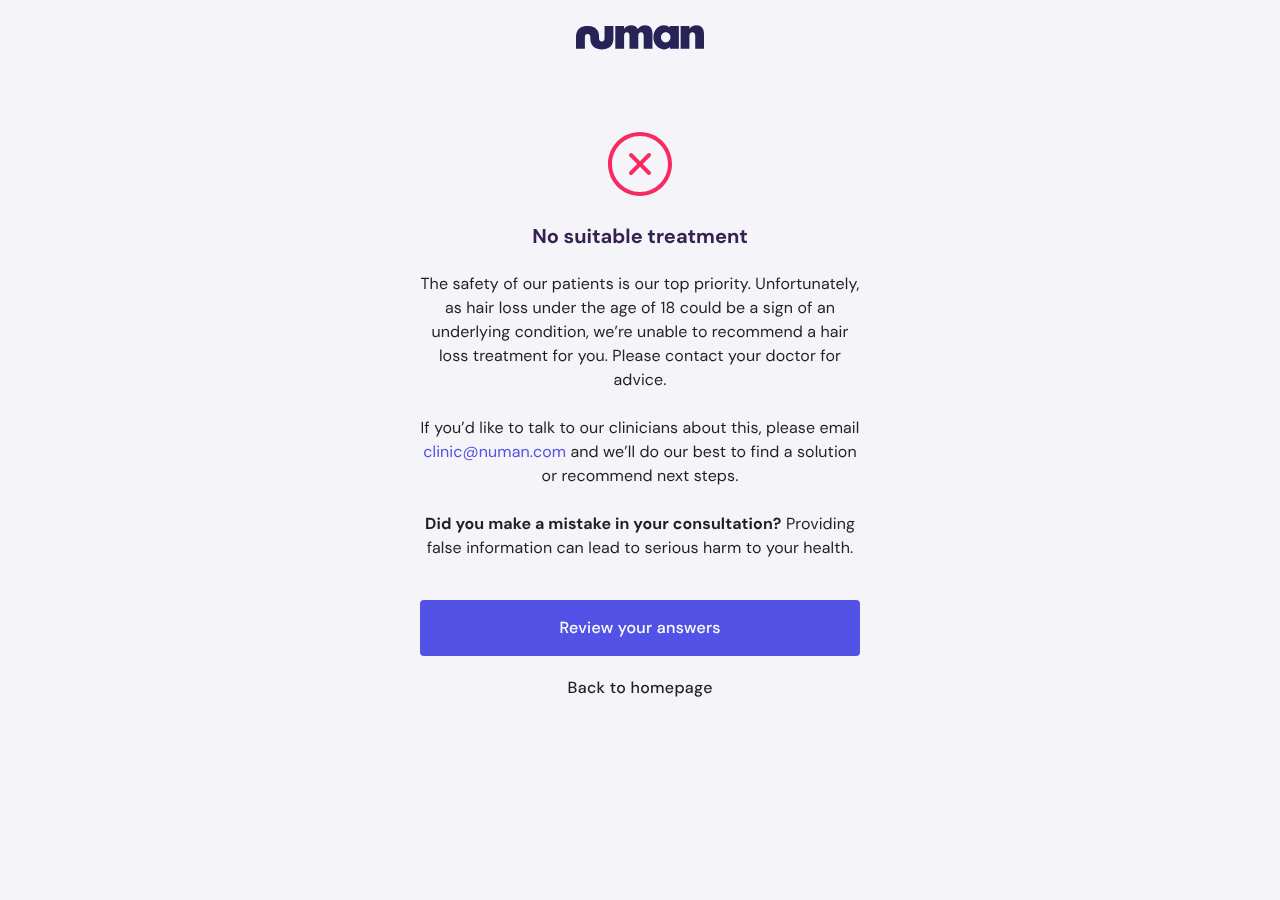 numan
No suitable treatment
The safety of our patients is our top priority. Unfortunately,
as hair loss under the age of 18 could be a sign of an
underlying condition, we’re unable to recommend a hair
loss treatment for you. Please contact your doctor for
advice.
If you’d like to talk to our clinicians about this, please email
clinic@numan.com and we’ll do our best to find a solution
or recommend next steps.
Did you make a mistake in your consultation? Providing
false information can lead to serious harm to your health.
Review your answers
Back to homepage